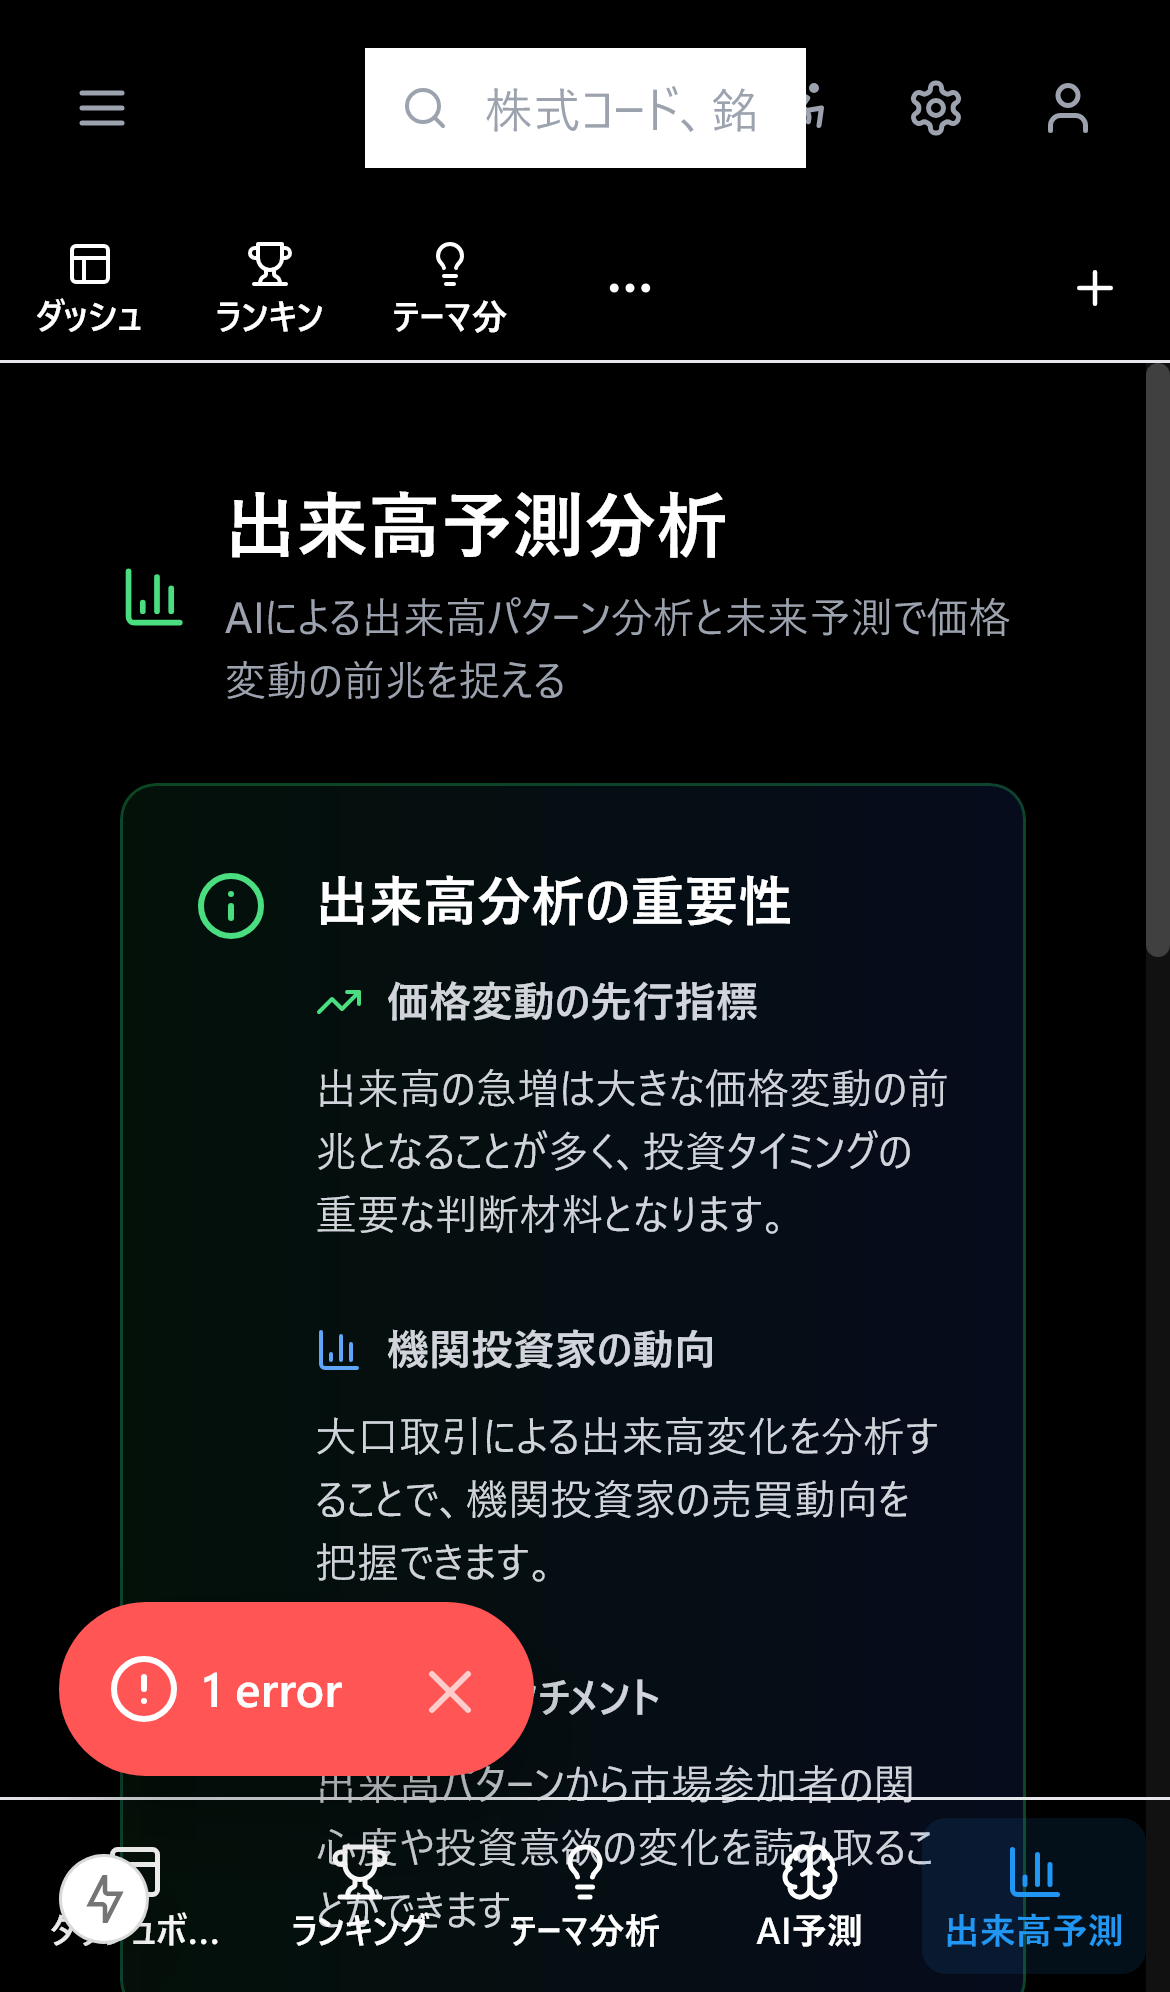 株式コード、銘
ダッシュ
ランキン
テーマ分
出来高予測分析
AIによる出来高パターン分析と未来予測で価格
変動の前兆を捉える
出来高分析の重要性
価格変動の先行指標
出来高の急増は大きな価格変動の前
兆となることが多く、投資タイミングの
重要な判断材料となります。
機関投資家の動向
大口取引による出来高変化を分析す
ることで、機関投資家の売買動向を
把握できます。
チメント
1 error
出来高パターンから市場参加者の関
心度や投資意欲の変化を読み取るこ
とができます。
ランキング
テーマ分析
AI予測
出来高予測